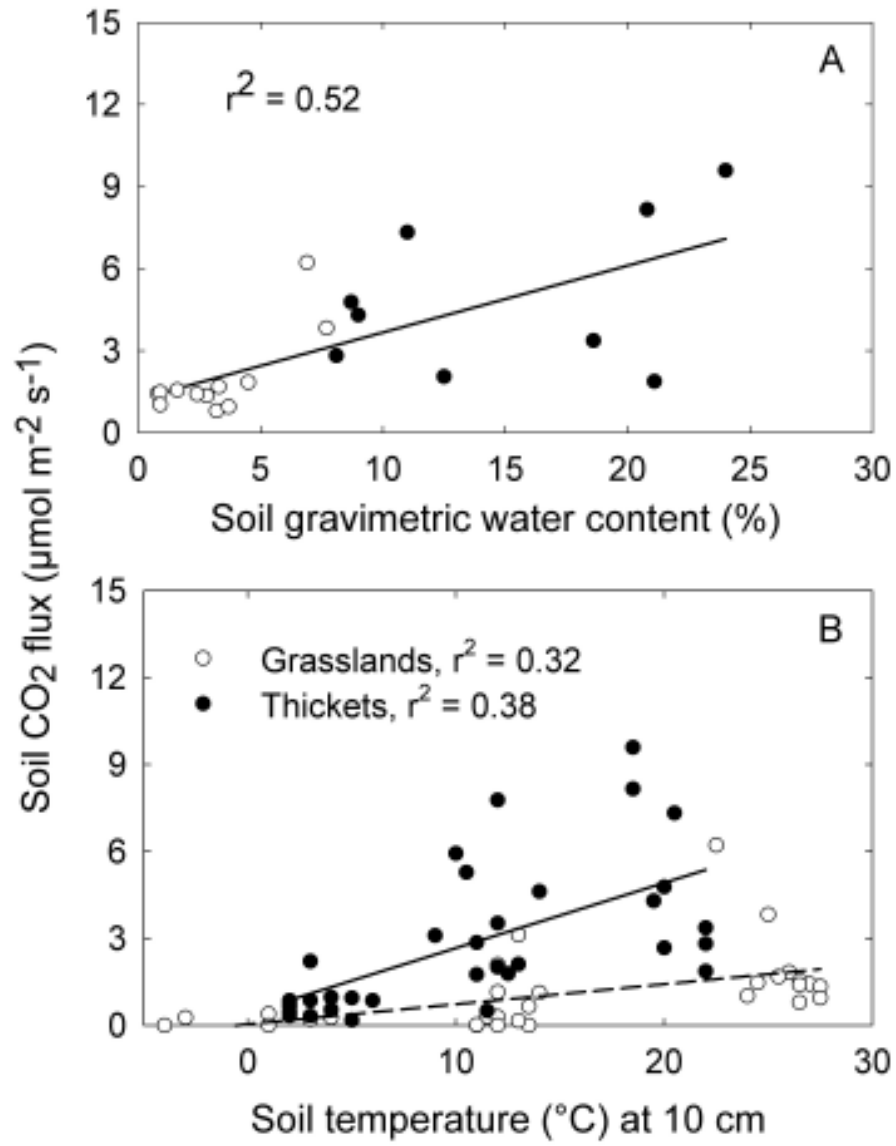 A
r² = 0.52
15
12
9
6
3
0
0 5 10 15 20 25 30
Soil gravimetric water content (%)
Soil CO₂ flux (µmol m⁻² s⁻¹)
B
Grasslands, r² = 0.32
Thickets, r² = 0.38
15
12
9
6
3
0
0 10 20 30
Soil temperature (°C) at 10 cm